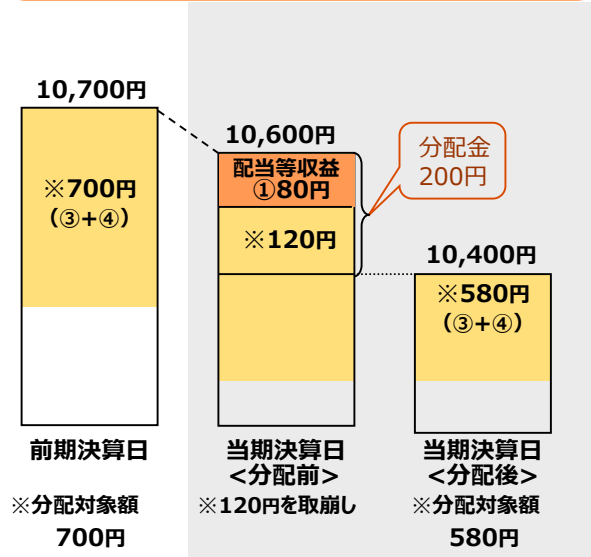 10,700円
※700円
（③+④）
10,600円
配当等収益
①80円
※120円
分配金
200円
10,400円
※580円
（③+④）
前期決算日
※分配対象額
700円
当期決算日
<分配前>
※120円を取崩し
当期決算日
<分配後>
※分配対象額
580円